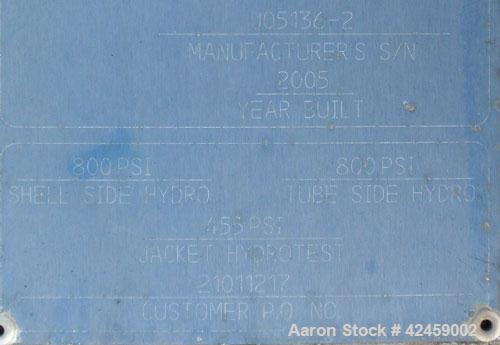 J05136-2
MANUFACTURER'S S/N
2005
YEAR BUILT
800 PSI 800 PSI
SHELL SIDE HYDRO TUBE SIDE HYDRO
455 PSI
JACKET HYDROTEST
21011217
CUSTOMER P.O. NO.
Aaron Stock # 42459002